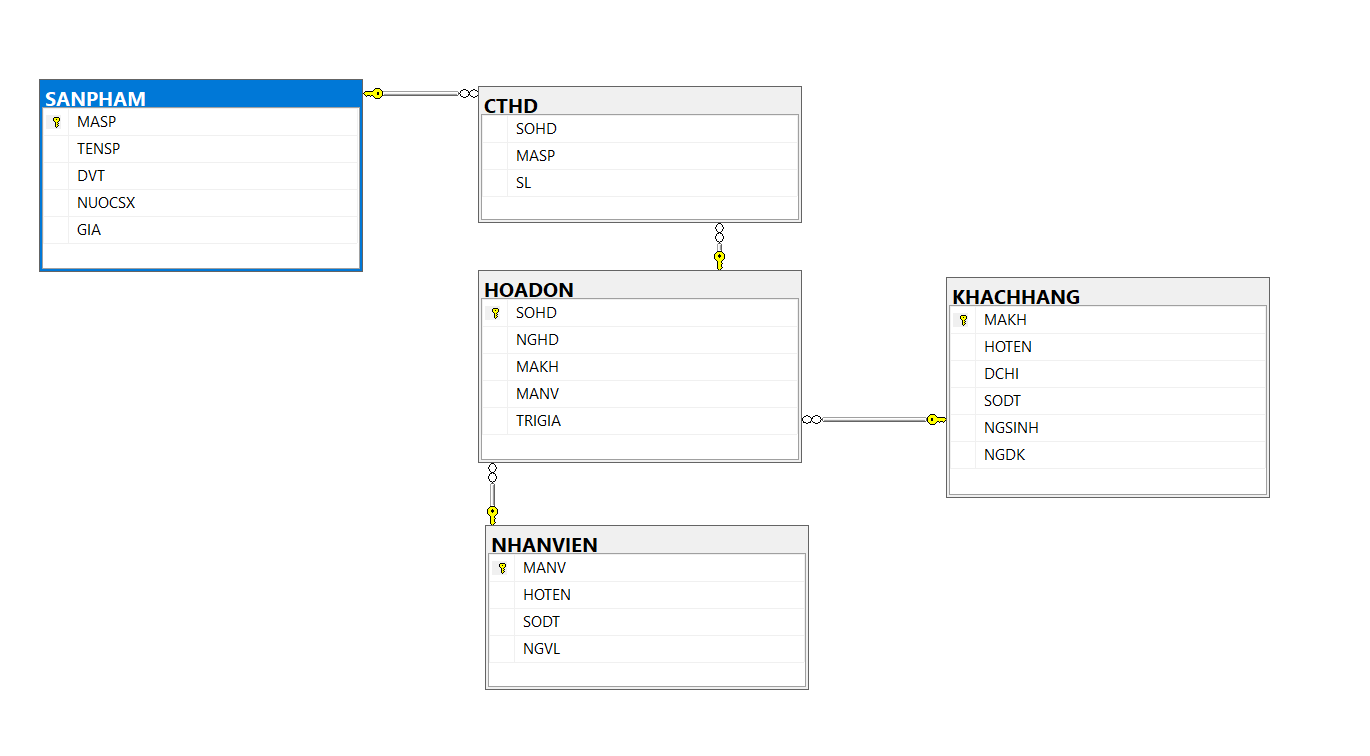 SANPHAM
MASP
TENSP
DVT
NUOCSX
GIA
CTHD
SOHD
MASP
SL
HOADON
SOHD
NGHD
MAKH
MANV
TRIGIA
KHACHHANG
MAKH
HOTEN
DCHI
SODT
NGSINH
NGDK
NHANVIEN
MANV
HOTEN
SODT
NGVL